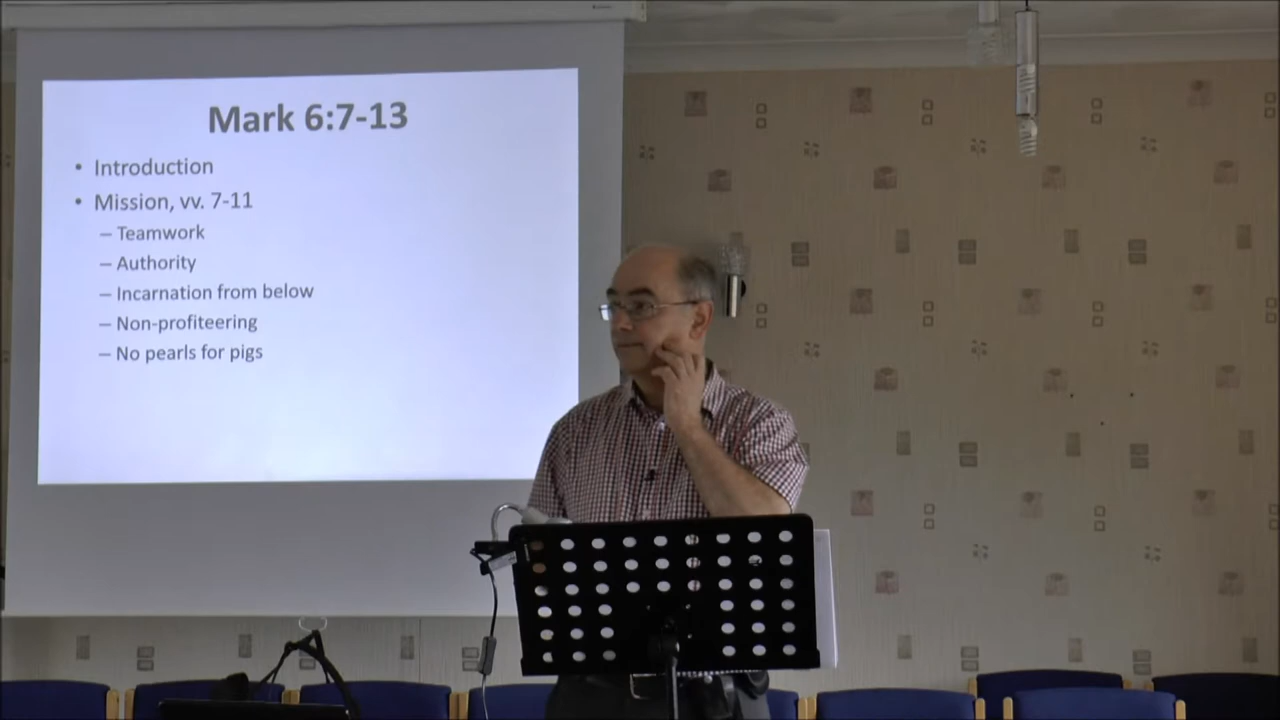 Mark 6:7-13
• Introduction
• Mission, vv. 7-11
– Teamwork
– Authority
– Incarnation from below
– Non-profiteering
– No pearls for pigs